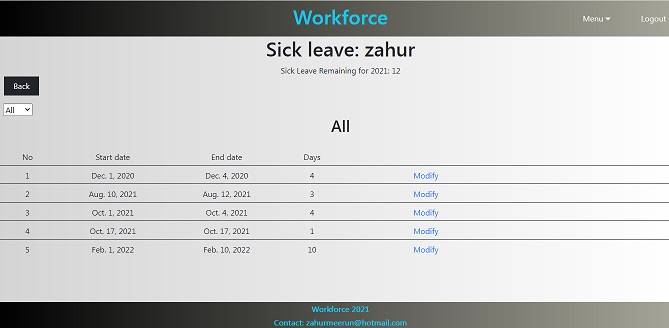 Workforce
Menu
Logout
Sick leave: zahur
Sick Leave Remaining for 2021: 12
Back
All
All
No Start date End date Days
1 Dec. 1, 2020 Dec. 4, 2020 4 Modify
2 Aug. 10, 2021 Aug. 12, 2021 3 Modify
3 Oct. 1, 2021 Oct. 4, 2021 4 Modify
4 Oct. 17, 2021 Oct. 17, 2021 1 Modify
5 Feb. 1, 2022 Feb. 10, 2022 10 Modify
Workforce 2021
Contact: zahurmeerun@hotmail.com